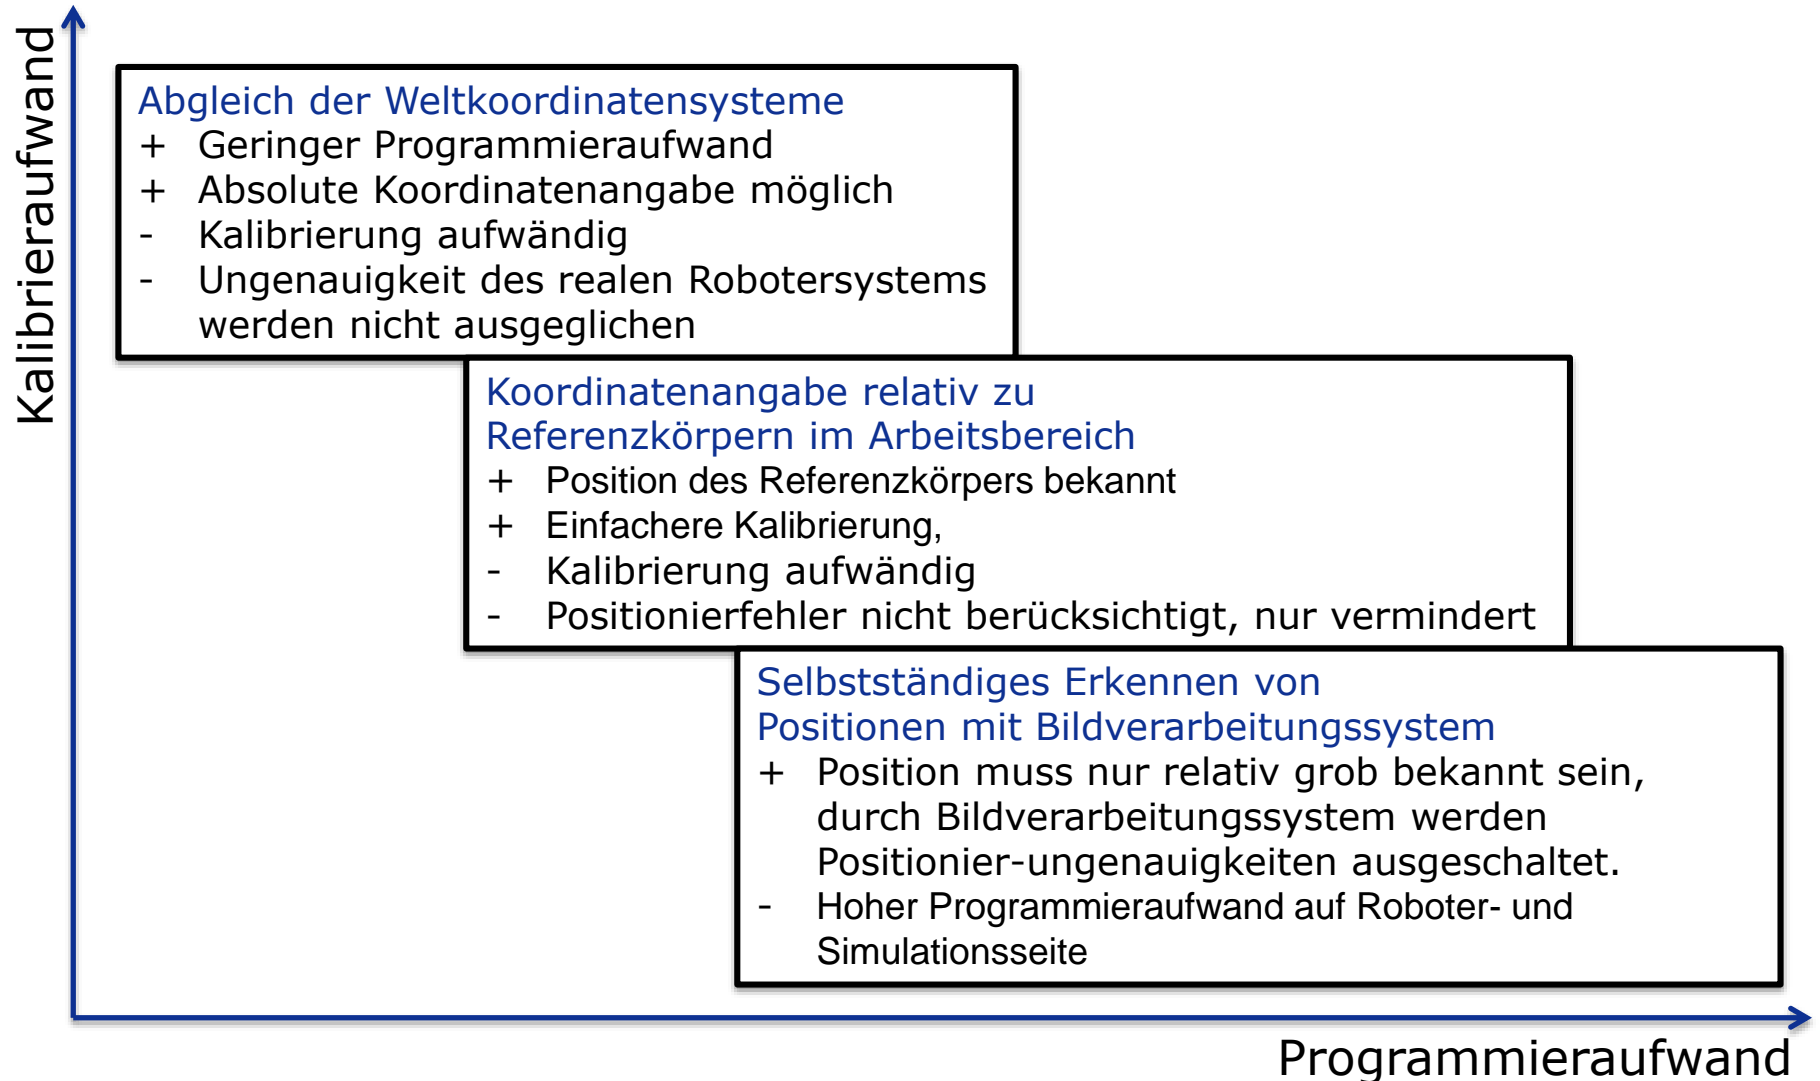 Kalibrieraufwand
Abgleich der Weltkoordinatensysteme
+ Geringer Programmieraufwand
+ Absolute Koordinatenangabe möglich
- Kalibrierung aufwändig
- Ungenauigkeit des realen Robotersystems
werden nicht ausgeglichen
Koordinatenangabe relativ zu
Referenzkörpern im Arbeitsbereich
+ Position des Referenzkörpers bekannt
+ Einfachere Kalibrierung,
- Kalibrierung aufwändig
- Positionierfehler nicht berücksichtigt, nur vermindert
Selbstständiges Erkennen von
Positionen mit Bildverarbeitungssystem
+ Position muss nur relativ grob bekannt sein,
durch Bildverarbeitungssystem werden
Positionier-ungenauigkeiten ausgeschaltet.
- Hoher Programmieraufwand auf Roboter- und
Simulationsseite
Programmieraufwand